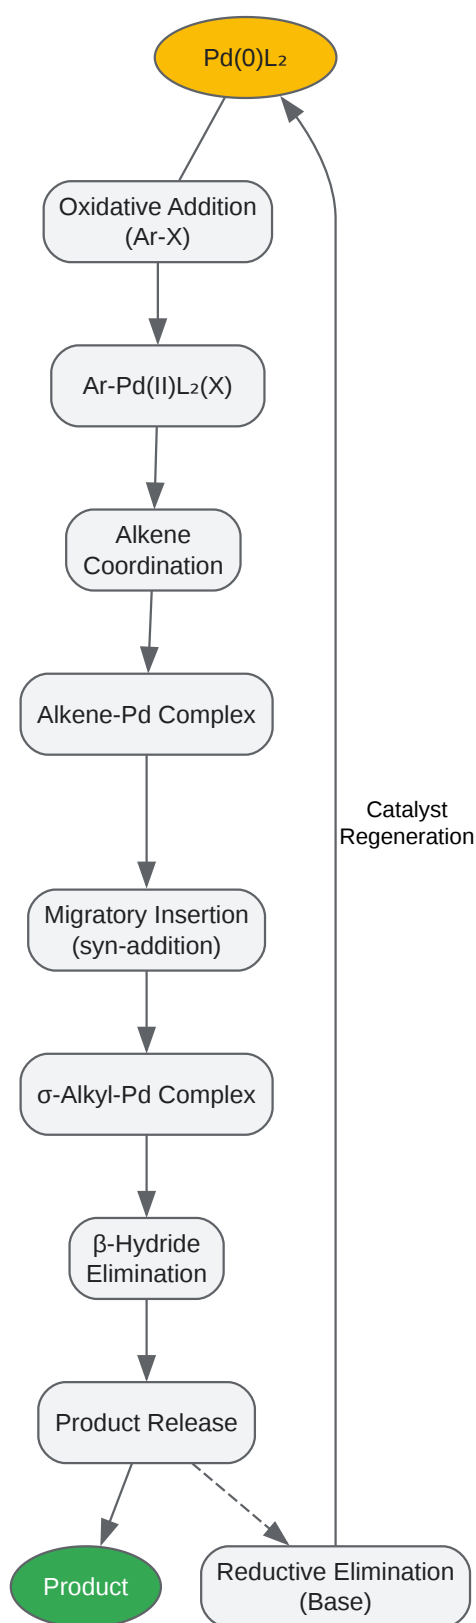 Pd(0)L₂
Oxidative Addition
(Ar-X)
Ar-Pd(II)L₂(X)
Alkene
Coordination
Alkene-Pd Complex
Catalyst
Regeneration
Migratory Insertion
(syn-addition)
σ-Alkyl-Pd Complex
β-Hydride
Elimination
Product Release
Product
Reductive Elimination
(Base)